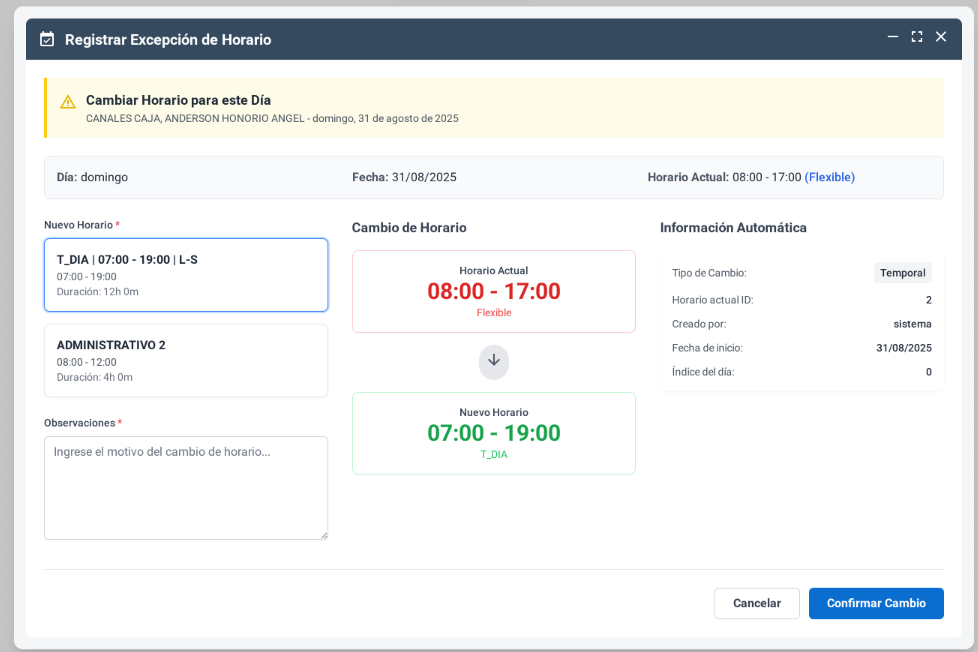 Registrar Excepción de Horario
Cambiar Horario para este Día
CANALES CAJA, ANDERSON HONORIO ANGEL - domingo, 31 de agosto de 2025
Día: domingo
Fecha: 31/08/2025
Horario Actual: 08:00 - 17:00 (Flexible)
Nuevo Horario *
T_DIA | 07:00 - 19:00 | L-S
07:00 - 19:00
Duración: 12h 0m
ADMINISTRATIVO 2
08:00 - 12:00
Duración: 4h 0m
Observaciones *
Ingrese el motivo del cambio de horario...
Cambio de Horario
Horario Actual
08:00 - 17:00
Flexible
Nuevo Horario
07:00 - 19:00
T_DIA
Información Automática
Tipo de Cambio: Temporal
Horario actual ID: 2
Creado por: sistema
Fecha de inicio: 31/08/2025
Índice del día: 0
Cancelar
Confirmar Cambio